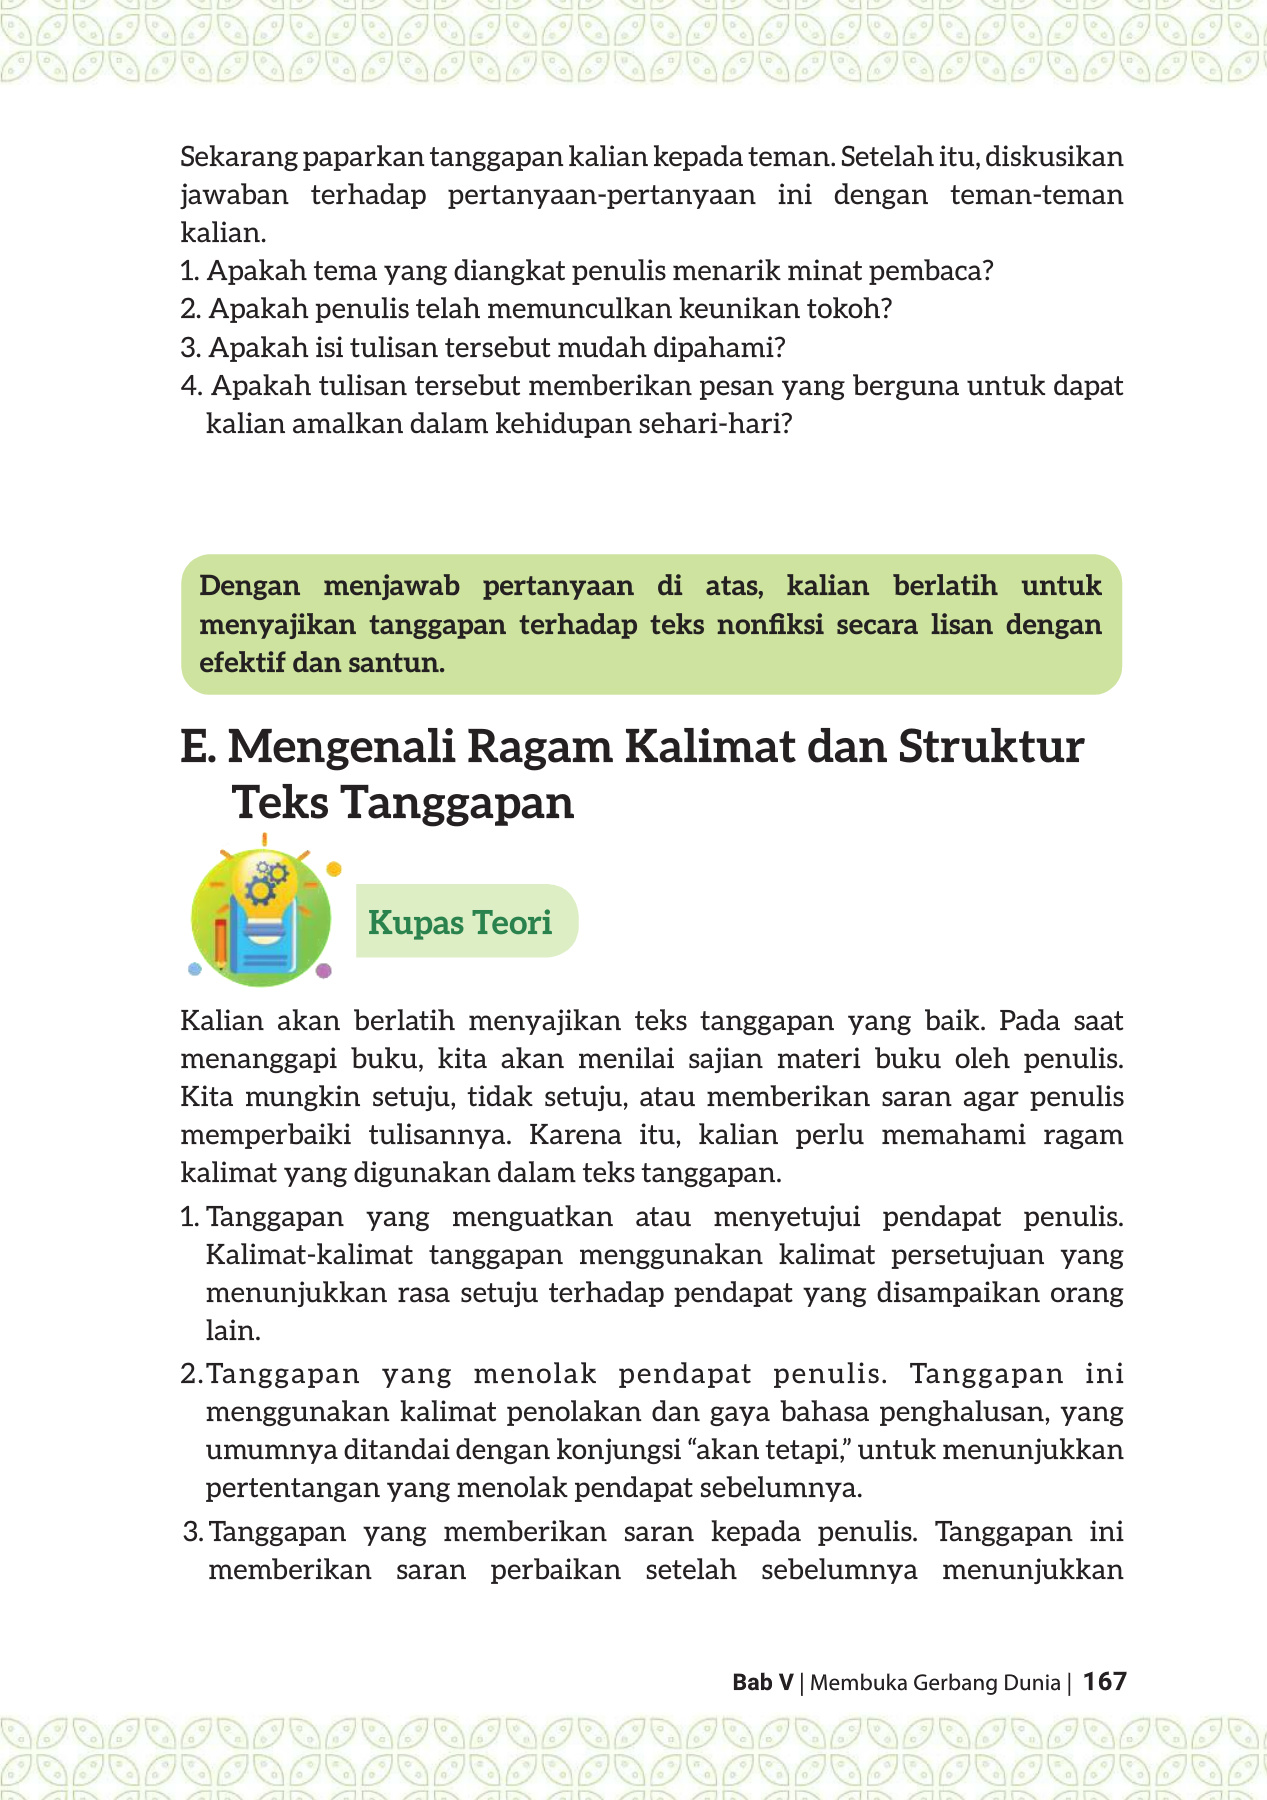 Sekarang paparkan tanggapan kalian kepada teman. Setelah itu, diskusikan
jawaban terhadap pertanyaan-pertanyaan ini dengan teman-teman
kalian.
1. Apakah tema yang diangkat penulis menarik minat pembaca?
2. Apakah penulis telah memunculkan keunikan tokoh?
3. Apakah isi tulisan tersebut mudah dipahami?
4. Apakah tulisan tersebut memberikan pesan yang berguna untuk dapat
kalian amalkan dalam kehidupan sehari-hari?
Dengan menjawab pertanyaan di atas, kalian berlatih untuk
menyajikan tanggapan terhadap teks nonfiksi secara lisan dengan
efektif dan santun.
E. Mengenali Ragam Kalimat dan Struktur
Teks Tanggapan
Kupas Teori
Kalian akan berlatih menyajikan teks tanggapan yang baik. Pada saat
menanggapi buku, kita akan menilai sajian materi buku oleh penulis.
Kita mungkin setuju, tidak setuju, atau memberikan saran agar penulis
memperbaiki tulisannya. Karena itu, kalian perlu memahami ragam
kalimat yang digunakan dalam teks tanggapan.
1. Tanggapan yang menguatkan atau menyetujui pendapat penulis.
Kalimat-kalimat tanggapan menggunakan kalimat persetujuan yang
menunjukkan rasa setuju terhadap pendapat yang disampaikan orang
lain.
2.Tanggapan yang menolak pendapat penulis. Tanggapan ini
menggunakan kalimat penolakan dan gaya bahasa penghalusan, yang
umumnya ditandai dengan konjungsi “akan tetapi,” untuk menunjukkan
pertentangan yang menolak pendapat sebelumnya.
3. Tanggapan yang memberikan saran kepada penulis. Tanggapan ini
memberikan saran perbaikan setelah sebelumnya menunjukkan
Bab V | Membuka Gerbang Dunia | 167